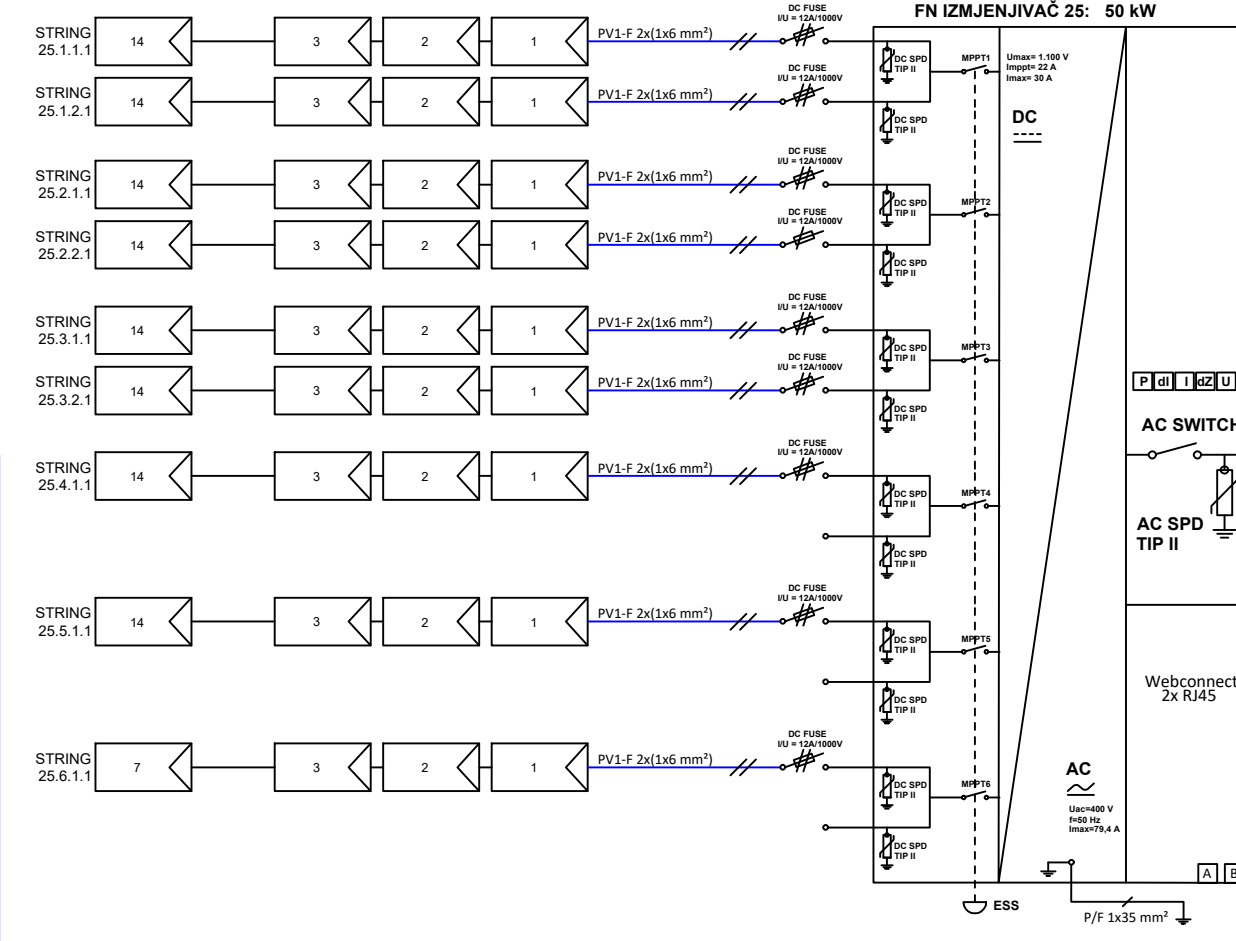 FN IZMJENJIVAČ 25: 50 kW
STRING
25.1.1.1
14
3
2
1
PV1-F 2x(1x6 mm²)
DC FUSE
I/U = 12A/1000V
DC SPD
TIP II
MPPT1
Umax= 1.100 V
Imppt= 22 A
Imax= 30 A
STRING
25.1.2.1
14
3
2
1
PV1-F 2x(1x6 mm²)
DC FUSE
I/U = 12A/1000V
DC SPD
TIP II
DC
STRING
25.2.1.1
14
3
2
1
PV1-F 2x(1x6 mm²)
DC FUSE
I/U = 12A/1000V
DC SPD
TIP II
MPPT2
STRING
25.2.2.1
14
3
2
1
PV1-F 2x(1x6 mm²)
DC FUSE
I/U = 12A/1000V
DC SPD
TIP II
STRING
25.3.1.1
14
3
2
1
PV1-F 2x(1x6 mm²)
DC FUSE
I/U = 12A/1000V
DC SPD
TIP II
MPPT3
STRING
25.3.2.1
14
3
2
1
PV1-F 2x(1x6 mm²)
DC FUSE
I/U = 12A/1000V
DC SPD
TIP II
P dI I dZ U
AC SWITCH
STRING
25.4.1.1
14
3
2
1
PV1-F 2x(1x6 mm²)
DC FUSE
I/U = 12A/1000V
DC SPD
TIP II
MPPT4
DC SPD
TIP II
AC SPD
TIP II
STRING
25.5.1.1
14
3
2
1
PV1-F 2x(1x6 mm²)
DC FUSE
I/U = 12A/1000V
DC SPD
TIP II
MPPT5
DC SPD
TIP II
Webconnect
2x RJ45
STRING
25.6.1.1
7
3
2
1
PV1-F 2x(1x6 mm²)
DC FUSE
I/U = 12A/1000V
DC SPD
TIP II
MPPT6
DC SPD
TIP II
AC
Uac=400 V
f=50 Hz
Imax=79,4 A
A B
ESS
P/F 1x35 mm²